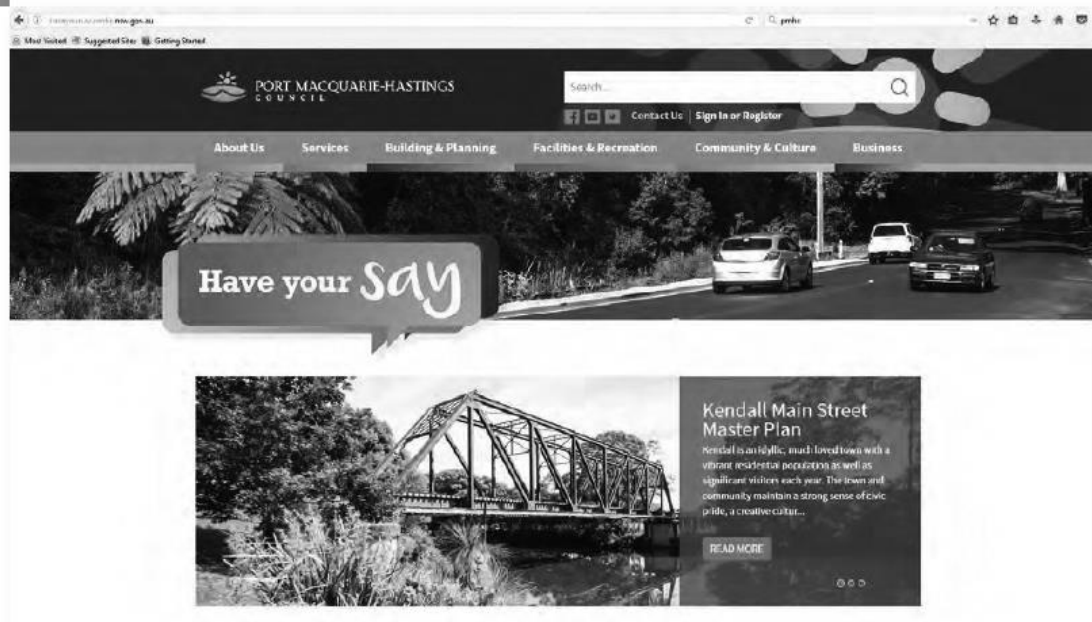 nsw.gov.au
pmhc
Most Visited Suggested Sites Getting Started
PORT MACQUARIE-HASTINGS
COUNCIL
Search...
Contact Us | Sign In or Register
About Us Services Building & Planning Facilities & Recreation Community & Culture Business
Have your say
Kendall Main Street
Master Plan
Kendall is an idyllic, much loved town with a
vibrant residential population as well as
significant visitors each year. The town and
community maintain a strong sense of civic
pride, a creative cultur...
READ MORE